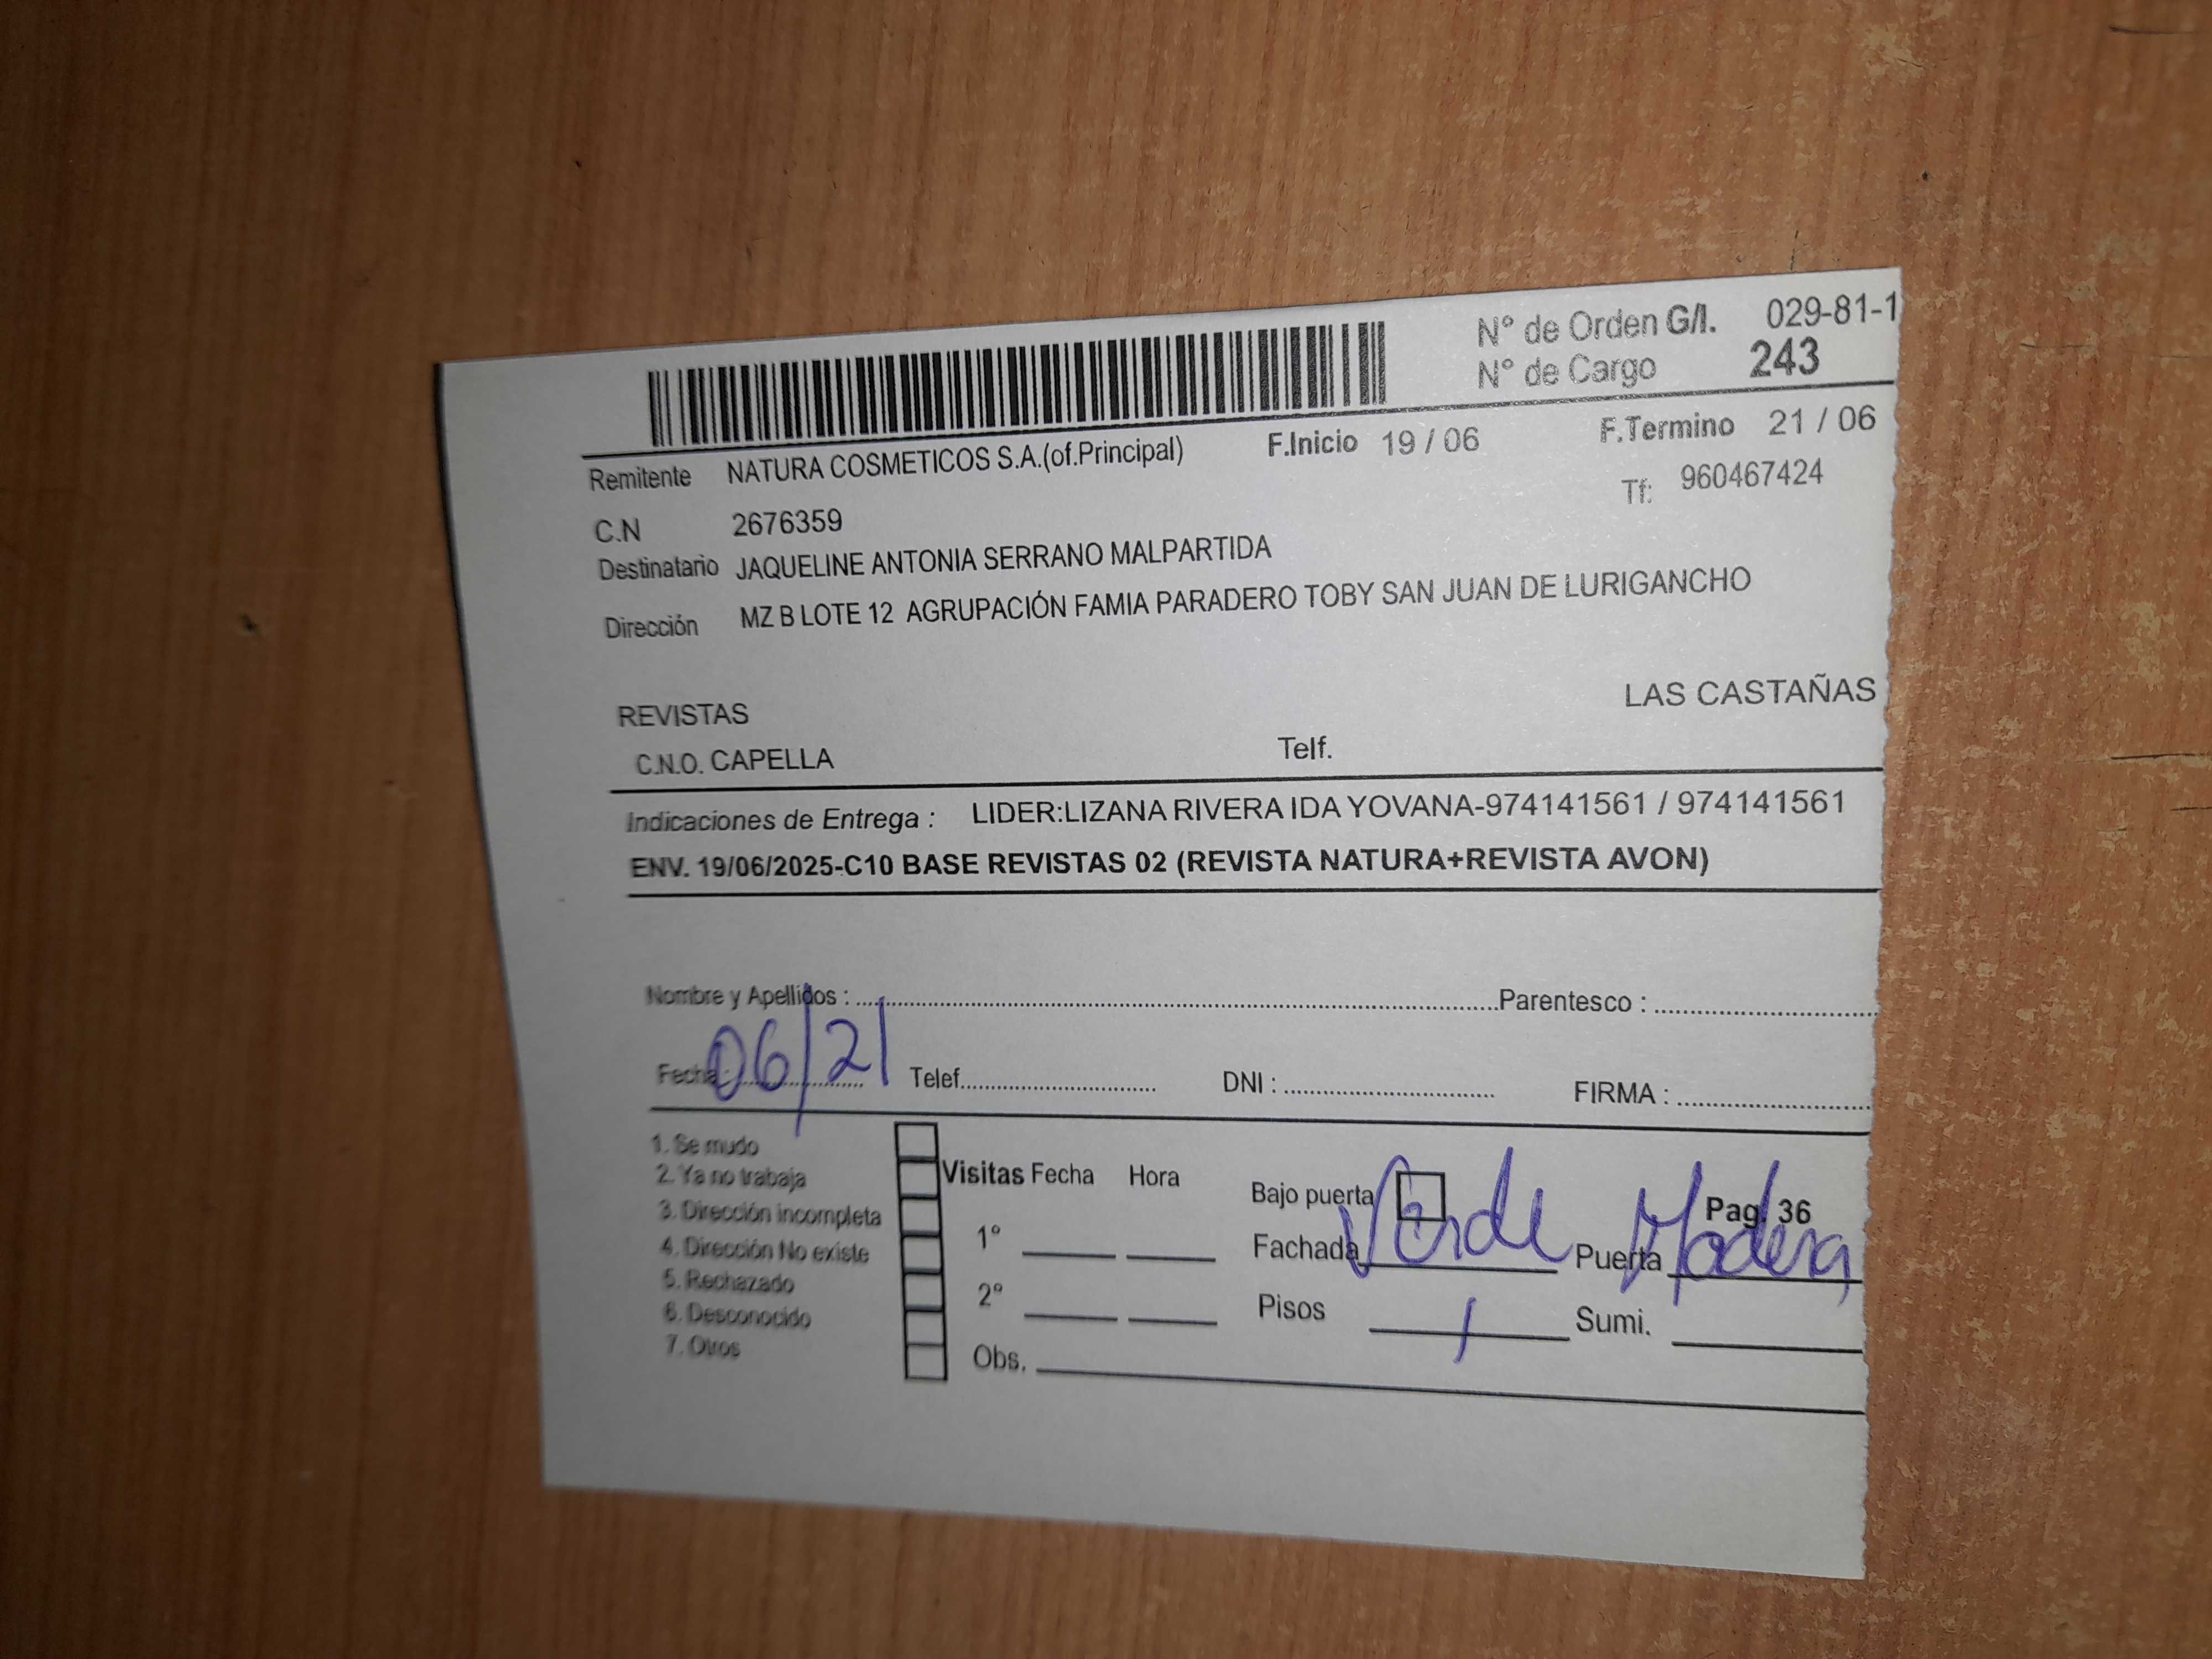 N° de Orden G/I. 029-81-1
N° de Cargo 243
Remitente NATURA COSMETICOS S.A.(of.Principal) F.Inicio 19 / 06 F.Termino 21 / 06
C.N 2676359 Tf: 960467424
Destinatario JAQUELINE ANTONIA SERRANO MALPARTIDA
Dirección MZ B LOTE 12 AGRUPACIÓN FAMIA PARADERO TOBY SAN JUAN DE LURIGANCHO
LAS CASTAÑAS
REVISTAS
C.N.O. CAPELLA Telf.
Indicaciones de Entrega : LIDER:LIZANA RIVERA IDA YOVANA-974141561 / 974141561
ENV. 19/06/2025-C10 BASE REVISTAS 02 (REVISTA NATURA+REVISTA AVON)
Nombre y Apellidos : Parentesco :
Fecha : 06/21 Telef. DNI : FIRMA :
1. Se mudo
2. Ya no trabaja
3. Dirección incompleta
4. Dirección No existe
5. Rechazado
6. Desconocido
7. Otros
Visitas Fecha Hora
1°
2°
Obs.
Bajo puerta Pag. 36
Fachada Verde Puerta Madera
Pisos 1 Sumi.